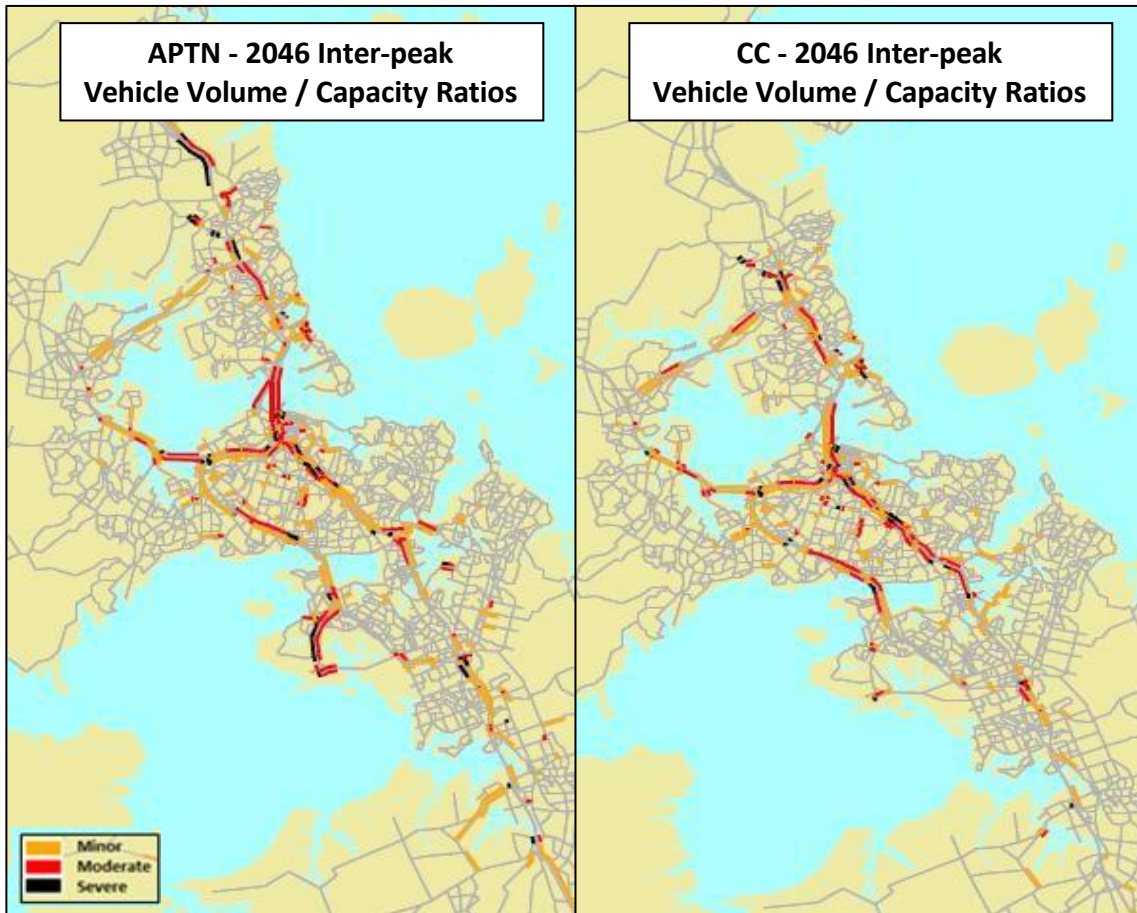 APTN - 2046 Inter-peak
Vehicle Volume / Capacity Ratios
CC - 2046 Inter-peak
Vehicle Volume / Capacity Ratios
Minor
Moderate
Severe